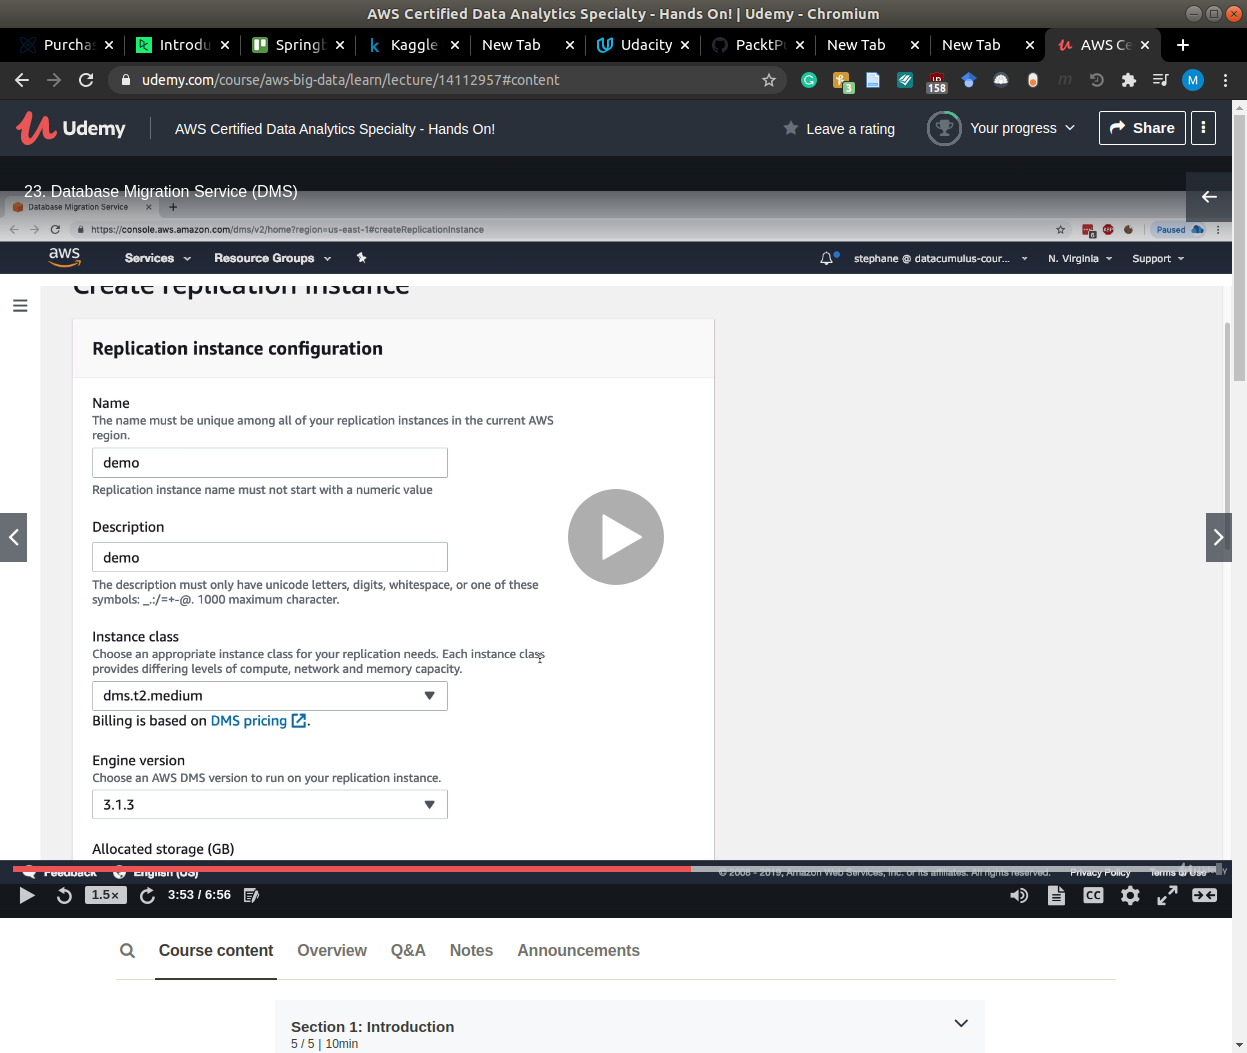 AWS Certified Data Analytics Specialty - Hands On! | Udemy - Chromium
Purchas
Introdu
Springb
Kaggle
New Tab
Udacity
PacktPu
New Tab
New Tab
AWS Ce
udemy.com/course/aws-big-data/learn/lecture/14112957#content
3
158
M
Udemy
AWS Certified Data Analytics Specialty - Hands On!
Leave a rating
Your progress
Share
23. Database Migration Service (DMS)
Database Migration Service
https://console.aws.amazon.com/dms/v2/home?region=us-east-1#createReplicationInstance
Paused
aws
Services
Resource Groups
stephane @ datacumulus-cour...
N. Virginia
Support
Create replication instance
Replication instance configuration
Name
The name must be unique among all of your replication instances in the current AWS
region.
demo
Replication instance name must not start with a numeric value
Description
demo
The description must only have unicode letters, digits, whitespace, or one of these
symbols: _.:/=+-@. 1000 maximum character.
Instance class
Choose an appropriate instance class for your replication needs. Each instance class
provides differing levels of compute, network and memory capacity.
dms.t2.medium
Billing is based on DMS pricing.
Engine version
Choose an AWS DMS version to run on your replication instance.
3.1.3
Allocated storage (GB)
Feedback
English (US)
© 2008 - 2019, Amazon Web Services, Inc. or its affiliates. All rights reserved.
Privacy Policy
Terms of Use
1.5×
3:53 / 6:56
CC
Course content
Overview
Q&A
Notes
Announcements
Section 1: Introduction
5 / 5 | 10min